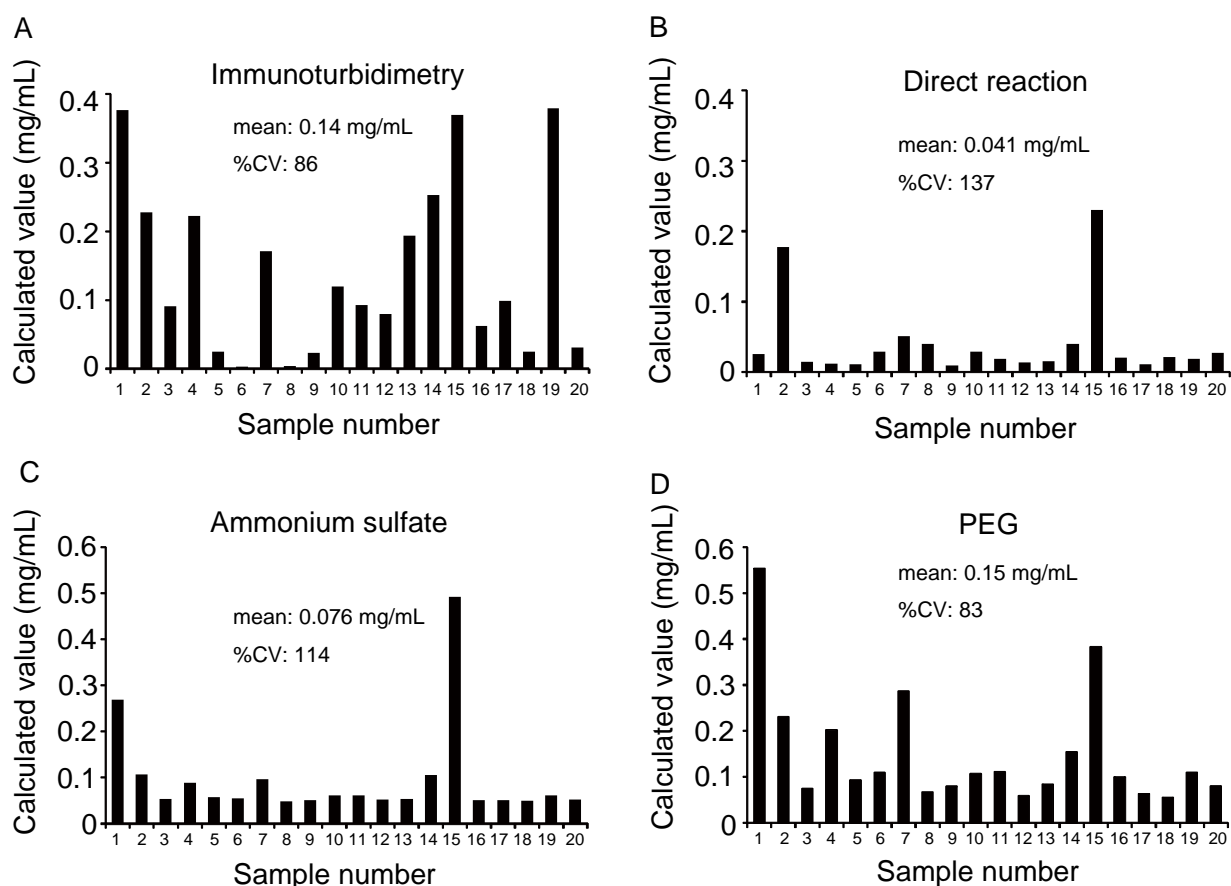 A
Immunoturbidimetry
Calculated value (mg/mL)
0.4
0.3
0.2
0.1
0
mean: 0.14 mg/mL
%CV: 86
1 2 3 4 5 6 7 8 9 10 11 12 13 14 15 16 17 18 19 20
Sample number
B
Direct reaction
Calculated value (mg/mL)
0.4
0.3
0.2
0.1
0
mean: 0.041 mg/mL
%CV: 137
1 2 3 4 5 6 7 8 9 10 11 12 13 14 15 16 17 18 19 20
Sample number
C
Ammonium sulfate
Calculated value (mg/mL)
0.6
0.5
0.4
0.3
0.2
0.1
0
mean: 0.076 mg/mL
%CV: 114
1 2 3 4 5 6 7 8 9 10 11 12 13 14 15 16 17 18 19 20
Sample number
D
PEG
Calculated value (mg/mL)
0.6
0.5
0.4
0.3
0.2
0.1
0
mean: 0.15 mg/mL
%CV: 83
1 2 3 4 5 6 7 8 9 10 11 12 13 14 15 16 17 18 19 20
Sample number